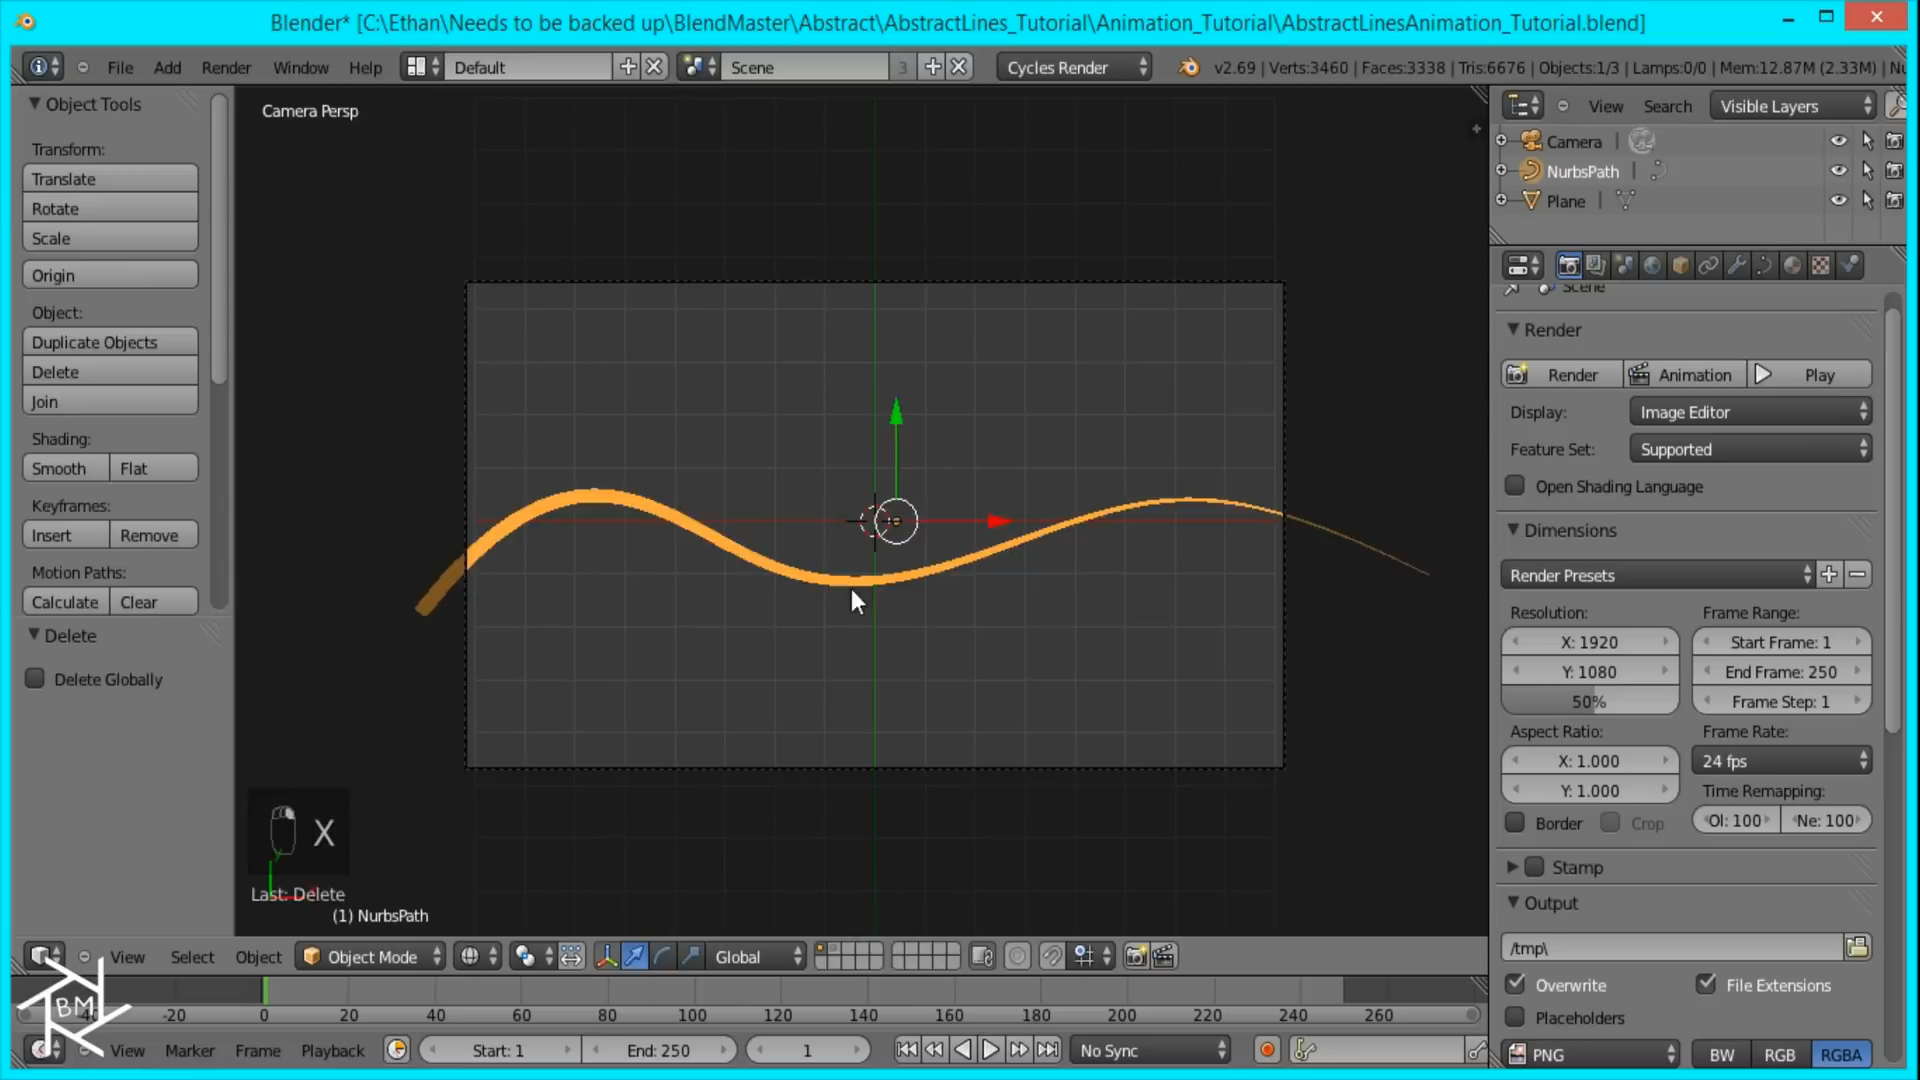 Blender* [C:\Ethan\Needs to be backed up\BlendMaster\Abstract\AbstractLines_Tutorial\Animation_Tutorial\AbstractLinesAnimation_Tutorial.blend]
File Add Render Window Help Default Scene 3 Cycles Render v2.69 | Verts:3460 | Faces:3338 | Tris:6676 | Objects:1/3 | Lamps:0/0 | Mem:12.87M (2.33M) |
Object Tools
Transform:
Translate
Rotate
Scale
Origin
Object:
Duplicate Objects
Delete
Join
Shading:
Smooth Flat
Keyframes:
Insert Remove
Motion Paths:
Calculate Clear
Delete
Delete Globally
Camera Persp
X
Last: Delete
(1) NurbsPath
View Search Visible Layers
Camera
NurbsPath
Plane
Scene
Render
Render Animation Play
Display: Image Editor
Feature Set: Supported
Open Shading Language
Dimensions
Render Presets
Resolution: Frame Range:
X: 1920 Start Frame: 1
Y: 1080 End Frame: 250
50% Frame Step: 1
Aspect Ratio: Frame Rate:
X: 1.000 24 fps
Y: 1.000 Time Remapping:
Border Crop Ol: 100 Ne: 100
Stamp
Output
/tmp\
Overwrite File Extensions
Placeholders
PNG BW RGB RGBA
View Select Object Object Mode Global
BM
-40 -20 0 20 40 60 80 100 120 140 160 180 200 220 240 260
View Marker Frame Playback Start: 1 End: 250 1 No Sync